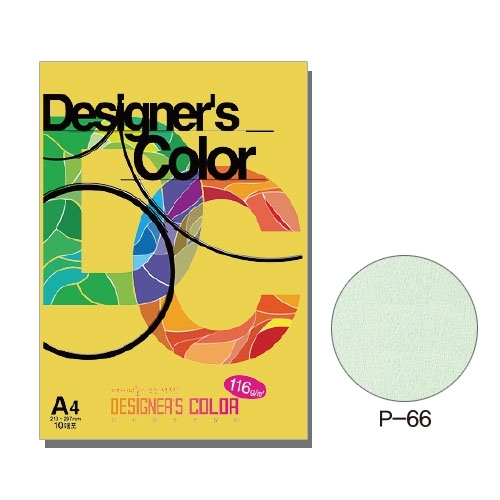 Designer's
Color
116g/m²
DESIGNER'S COLOR
A4
210×297mm
10매포
P-66